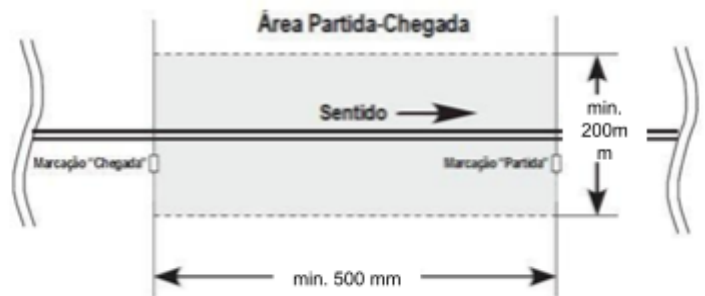 Área Partida-Chegada
Sentido
min.
200m
m
Marcação "Chegada"
Marcação "Partida"
min. 500 mm